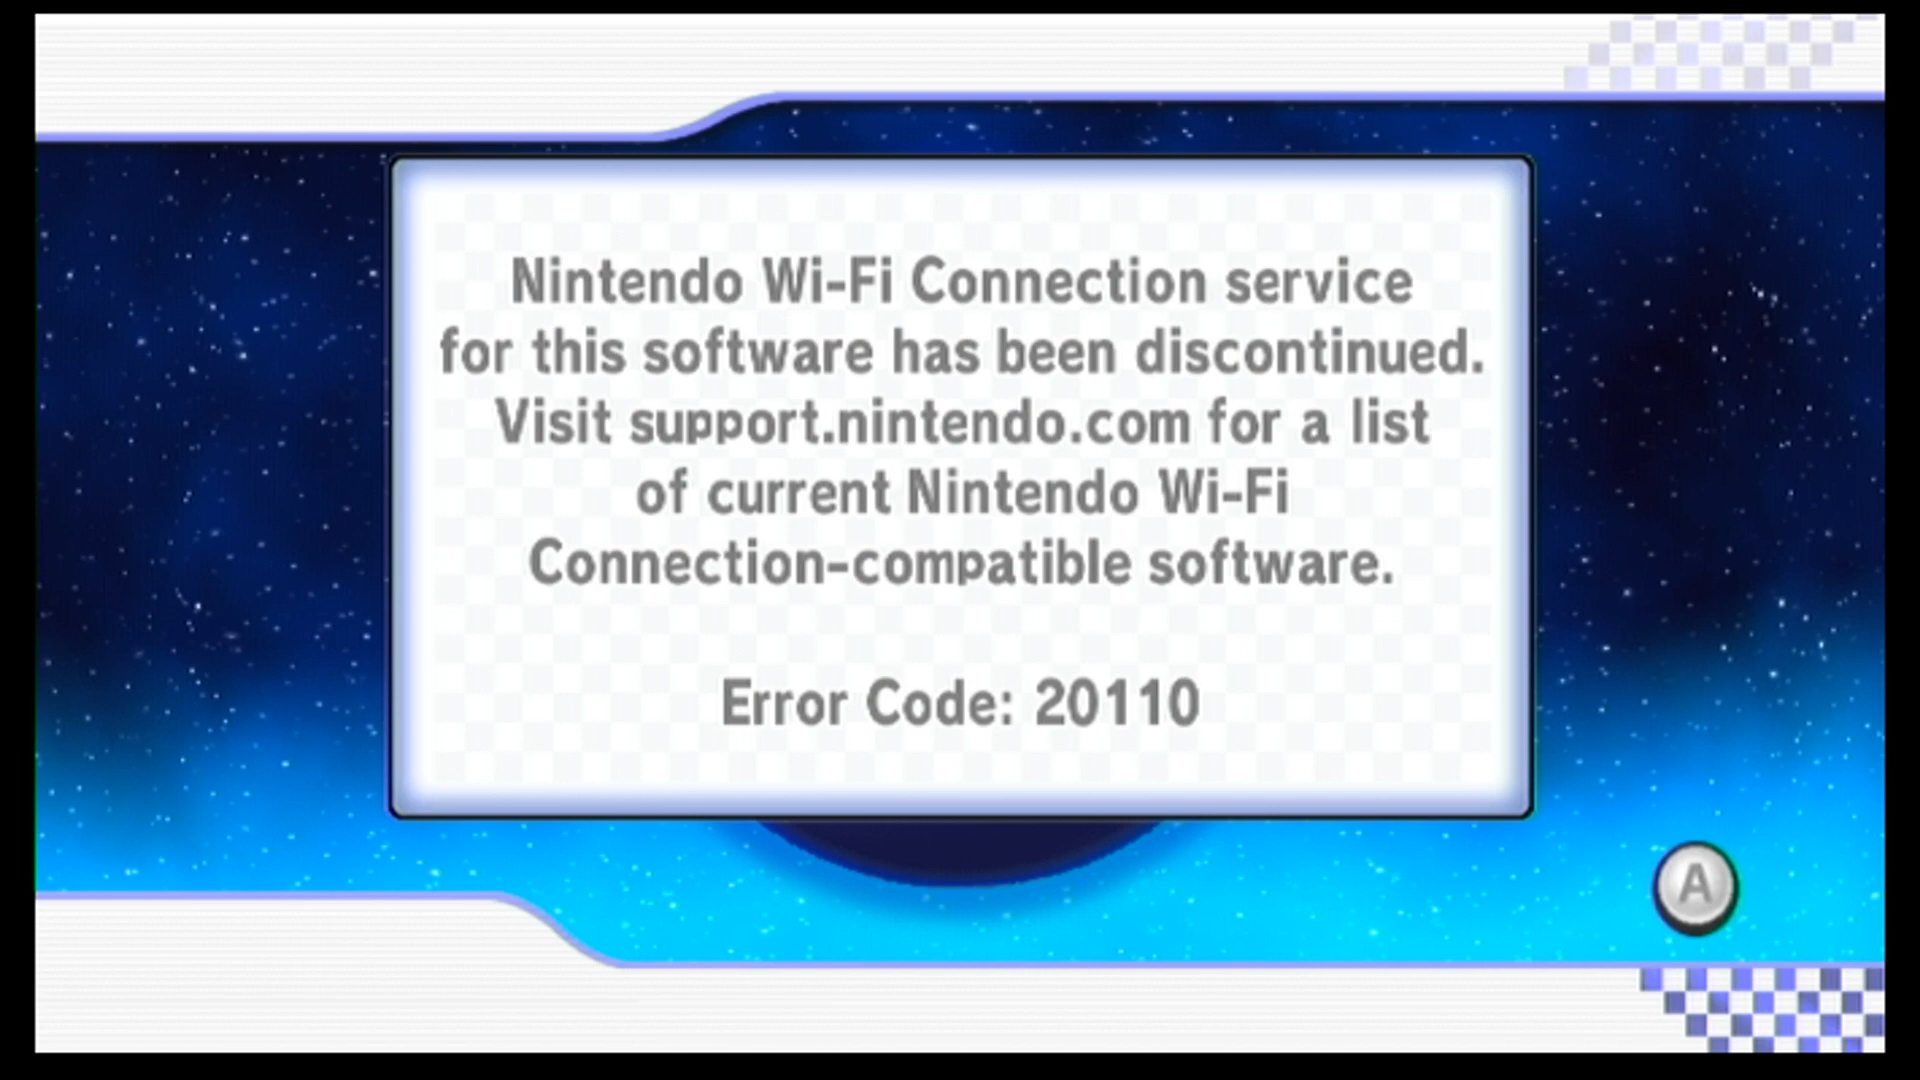 Nintendo Wi-Fi Connection service
for this software has been discontinued.
Visit support.nintendo.com for a list
of current Nintendo Wi-Fi
Connection-compatible software.
Error Code: 20110
A